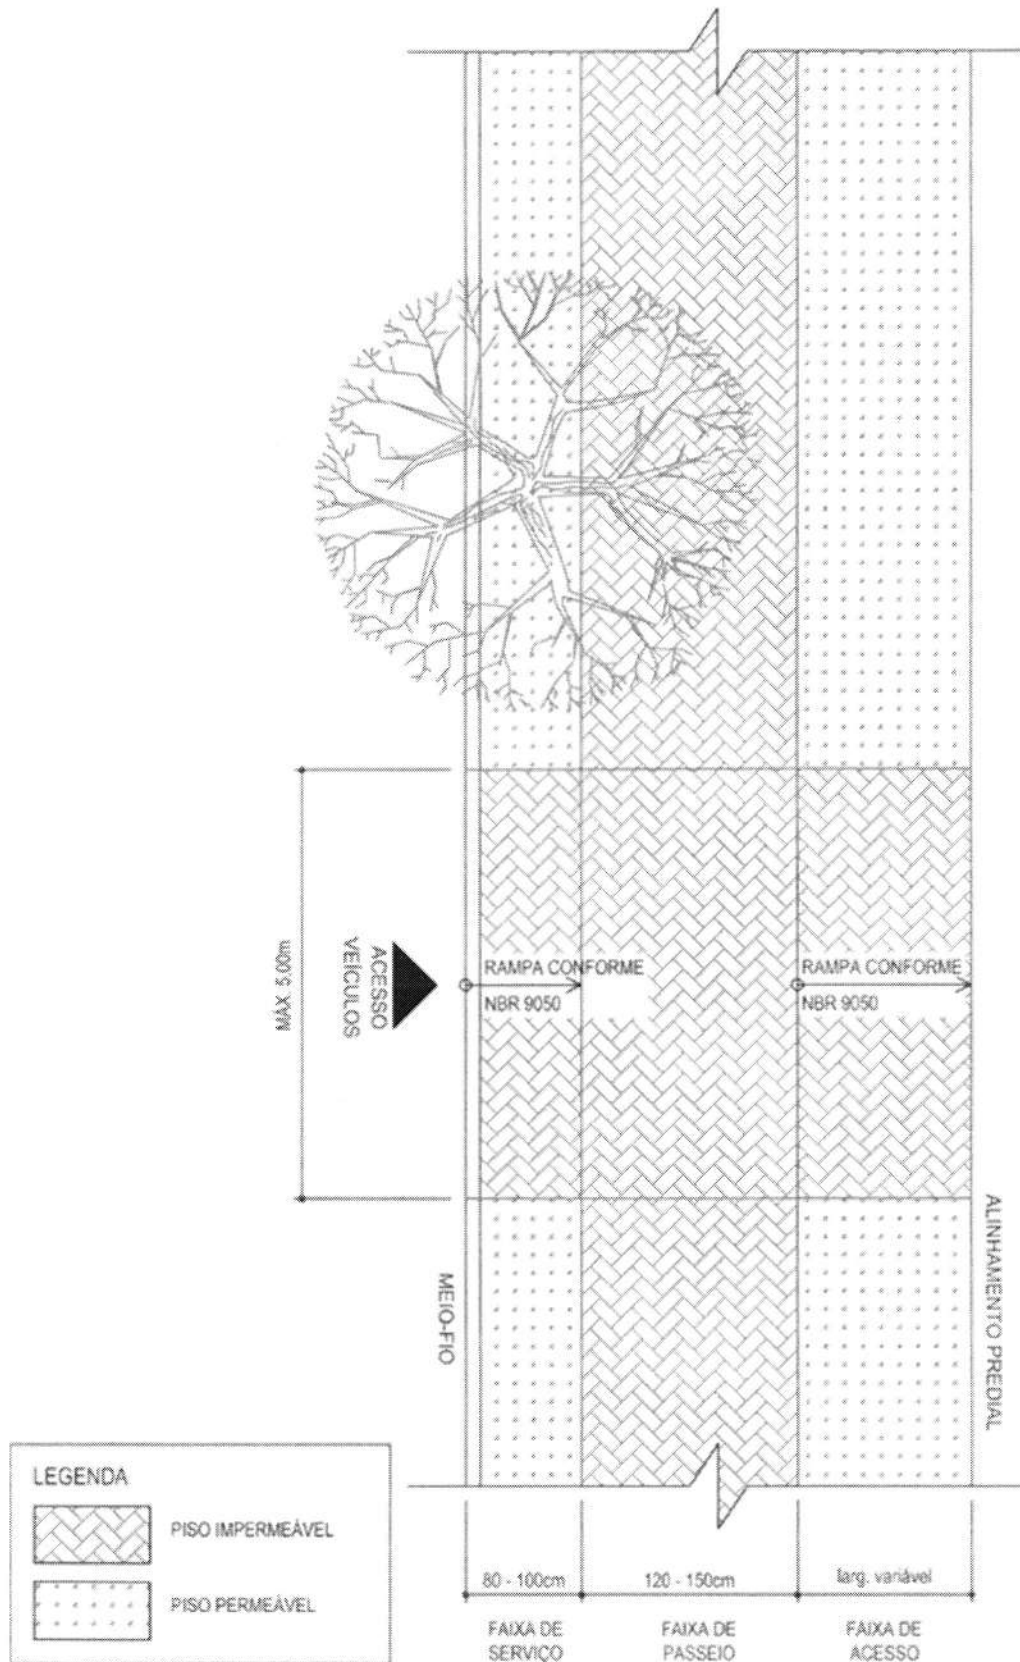 MÁX. 5.00m
ACESSO
VEÍCULOS
RAMPA CONFORME
NBR 9050
RAMPA CONFORME
NBR 9050
MEIO-FIO
ALINHAMENTO PREDIAL
LEGENDA
PISO IMPERMEÁVEL
PISO PERMEÁVEL
80 - 100cm
120 - 150cm
larg. variável
FAIXA DE
SERVIÇO
FAIXA DE
PASSEIO
FAIXA DE
ACESSO